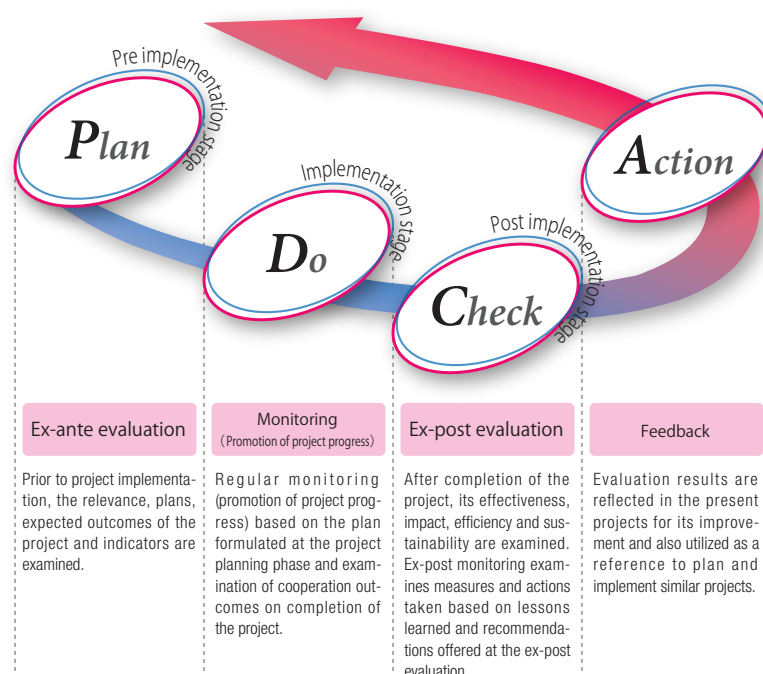 Pre implementation stage
Plan
Implementation stage
Do
Post implementation stage
Check
Action
Ex-ante evaluation
Prior to project implementa-
tion, the relevance, plans,
expected outcomes of the
project and indicators are
examined.
Monitoring
(Promotion of project progress)
Regular monitoring
(promotion of project prog-
ress) based on the plan
formulated at the project
planning phase and exam-
ination of cooperation out-
comes on completion of
the project.
Ex-post evaluation
After completion of the
project, its effectiveness,
impact, efficiency and sus-
tainability are examined.
Ex-post monitoring exam-
ines measures and actions
taken based on lessons
learned and recommenda-
tions offered at the ex-post
evaluation
Feedback
Evaluation results are
reflected in the present
projects for its improve-
ment and also utilized as a
reference to plan and
implement similar projects.